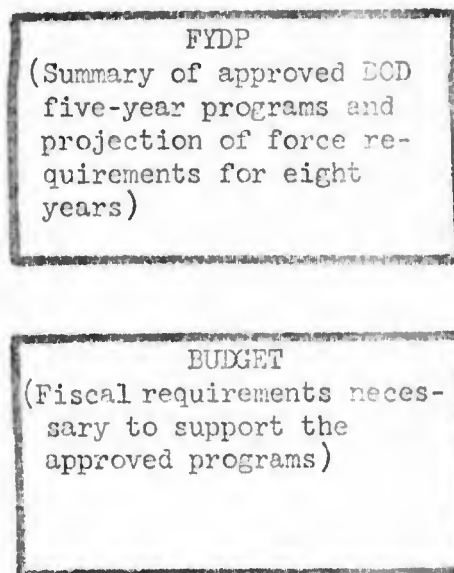 FYDP
(Summary of approved DOD
five-year programs and
projection of force re-
quirements for eight
years)
BUDGET
(Fiscal requirements neces-
sary to support the
approved programs)